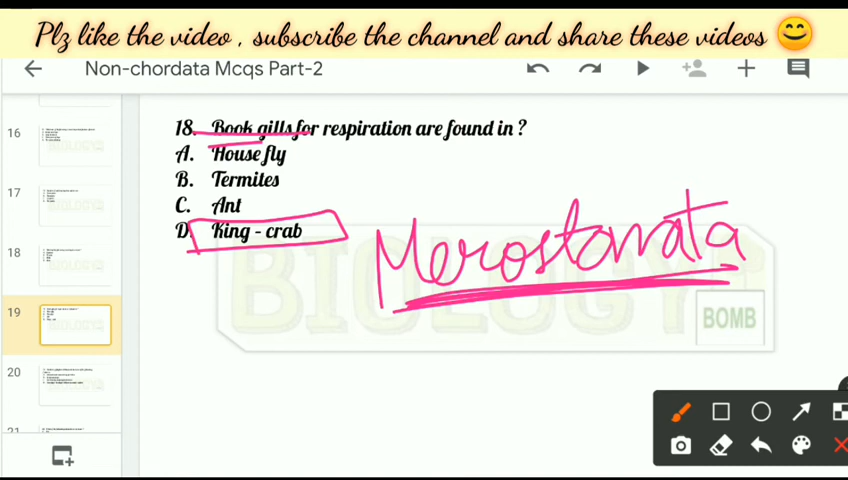 Plz like the video , subscribe the channel and share these videos 😊
Non-chordata Mcqs Part-2
16
17
18
19
20
21
18. Book gills for respiration are found in ?
A. House fly
B. Termites
C. Ant
D. King - crab
Merostomata
BIOLOGY
BOMB